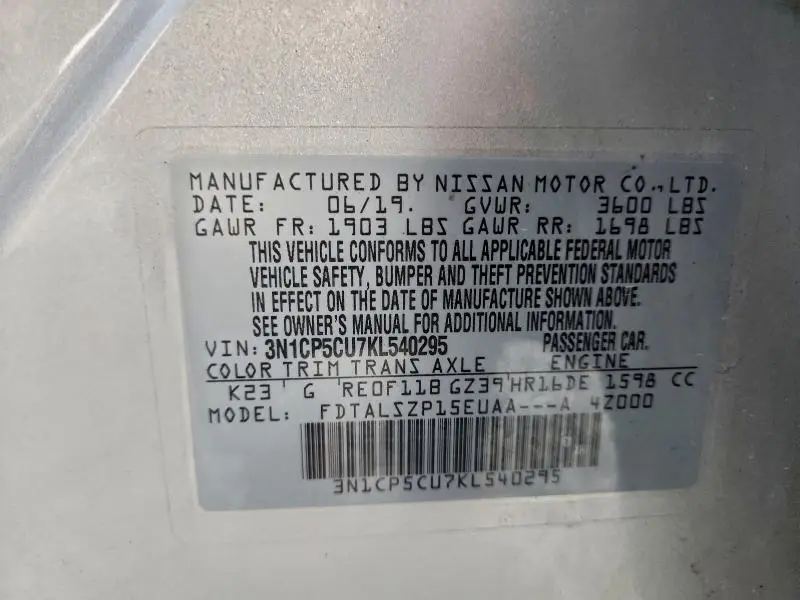 MANUFACTURED BY NISSAN MOTOR CO., LTD.
DATE: 06/19. GVWR: 3600 LBS
GAWR FR: 1903 LBS GAWR RR: 1698 LBS
THIS VEHICLE CONFORMS TO ALL APPLICABLE FEDERAL MOTOR
VEHICLE SAFETY, BUMPER AND THEFT PREVENTION STANDARDS
IN EFFECT ON THE DATE OF MANUFACTURE SHOWN ABOVE.
SEE OWNER'S MANUAL FOR ADDITIONAL INFORMATION.
VIN: 3N1CP5CU7KL540295 PASSENGER CAR.
COLOR TRIM TRANS AXLE ENGINE
K23 ' G RE0F11B GZ39 HR16DE 1598 CC
MODEL: FDTALSZP15EUAA---A 4Z000
3N1CP5CU7KL540295